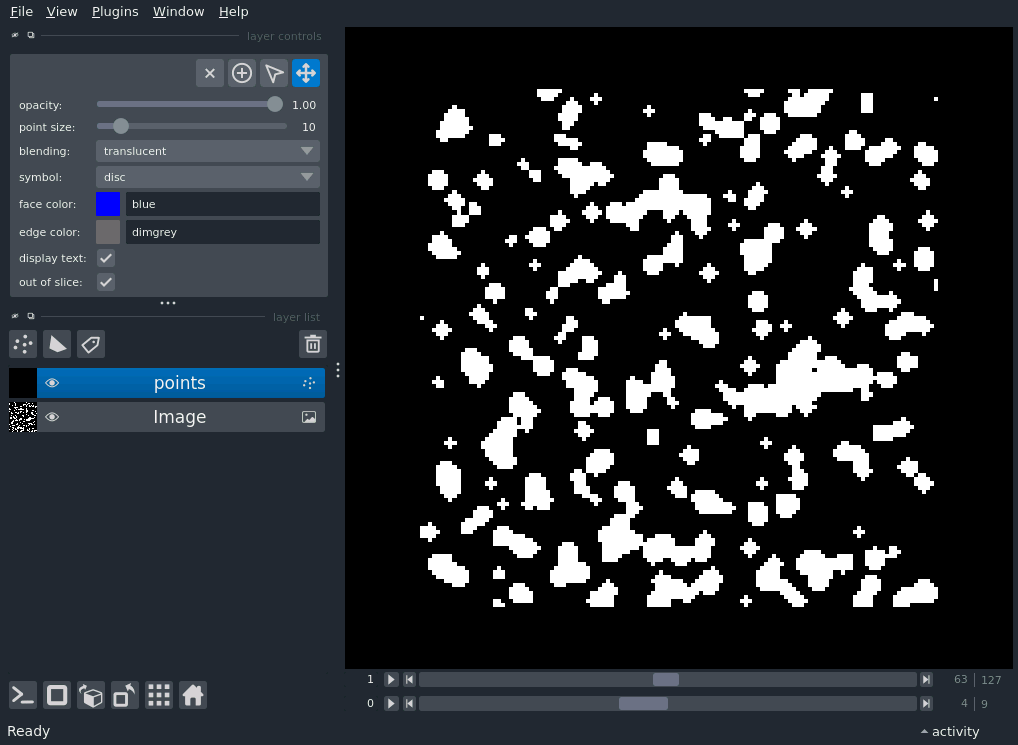 File View Plugins Window Help
layer controls
opacity: 1.00
point size: 10
blending: translucent
symbol: disc
face color: blue
edge color: dimgrey
display text:
out of slice:
layer list
points
Image
1 63 127
0 4 9
Ready activity